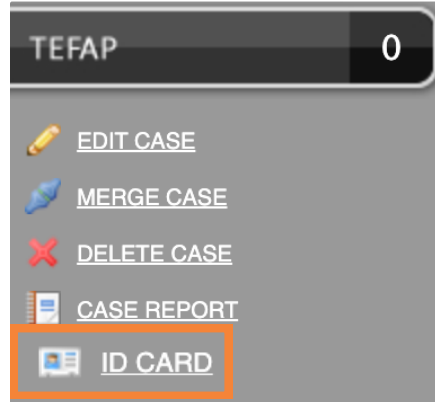 TEFAP 0
EDIT CASE
MERGE CASE
DELETE CASE
CASE REPORT
ID CARD